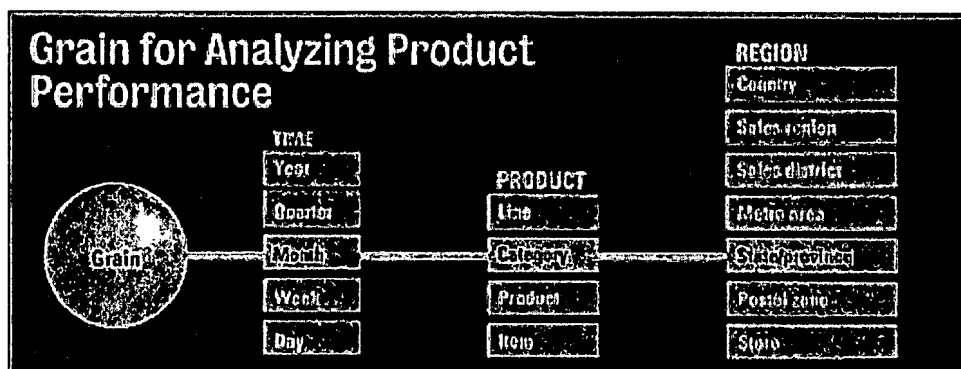 Grain for Analyzing Product
Performance
Grain
TIME
Year
Quarter
Month
Week
Day
PRODUCT
Line
Category
Product
Item
REGION
Country
Sales region
Sales district
Metro area
State/province
Postal zone
Store